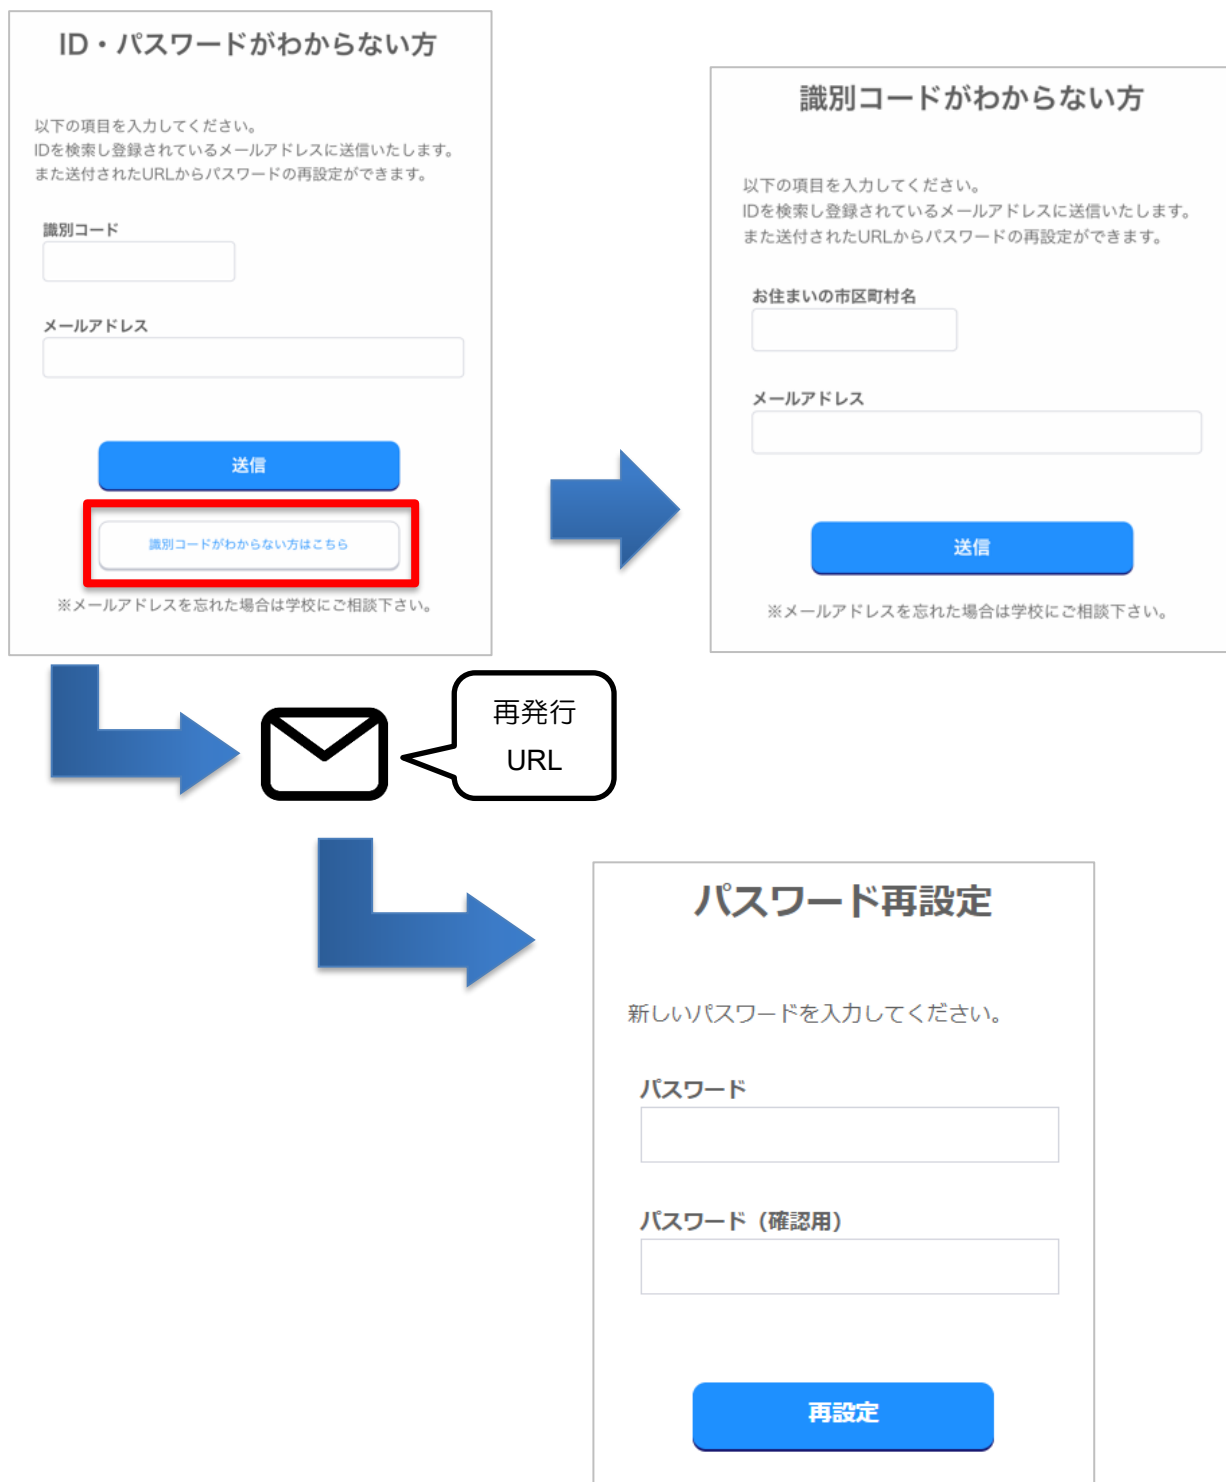 ID・パスワードがわからない方
以下の項目を入力してください。
IDを検索し登録されているメールアドレスに送信いたします。
また送付されたURLからパスワードの再設定ができます。
識別コード
メールアドレス
送信
識別コードがわからない方はこちら
※メールアドレスを忘れた場合は学校にご相談下さい。
識別コードがわからない方
以下の項目を入力してください。
IDを検索し登録されているメールアドレスに送信いたします。
また送付されたURLからパスワードの再設定ができます。
お住まいの市区町村名
メールアドレス
送信
※メールアドレスを忘れた場合は学校にご相談下さい。
再発行
URL
パスワード再設定
新しいパスワードを入力してください。
パスワード
パスワード（確認用）
再設定